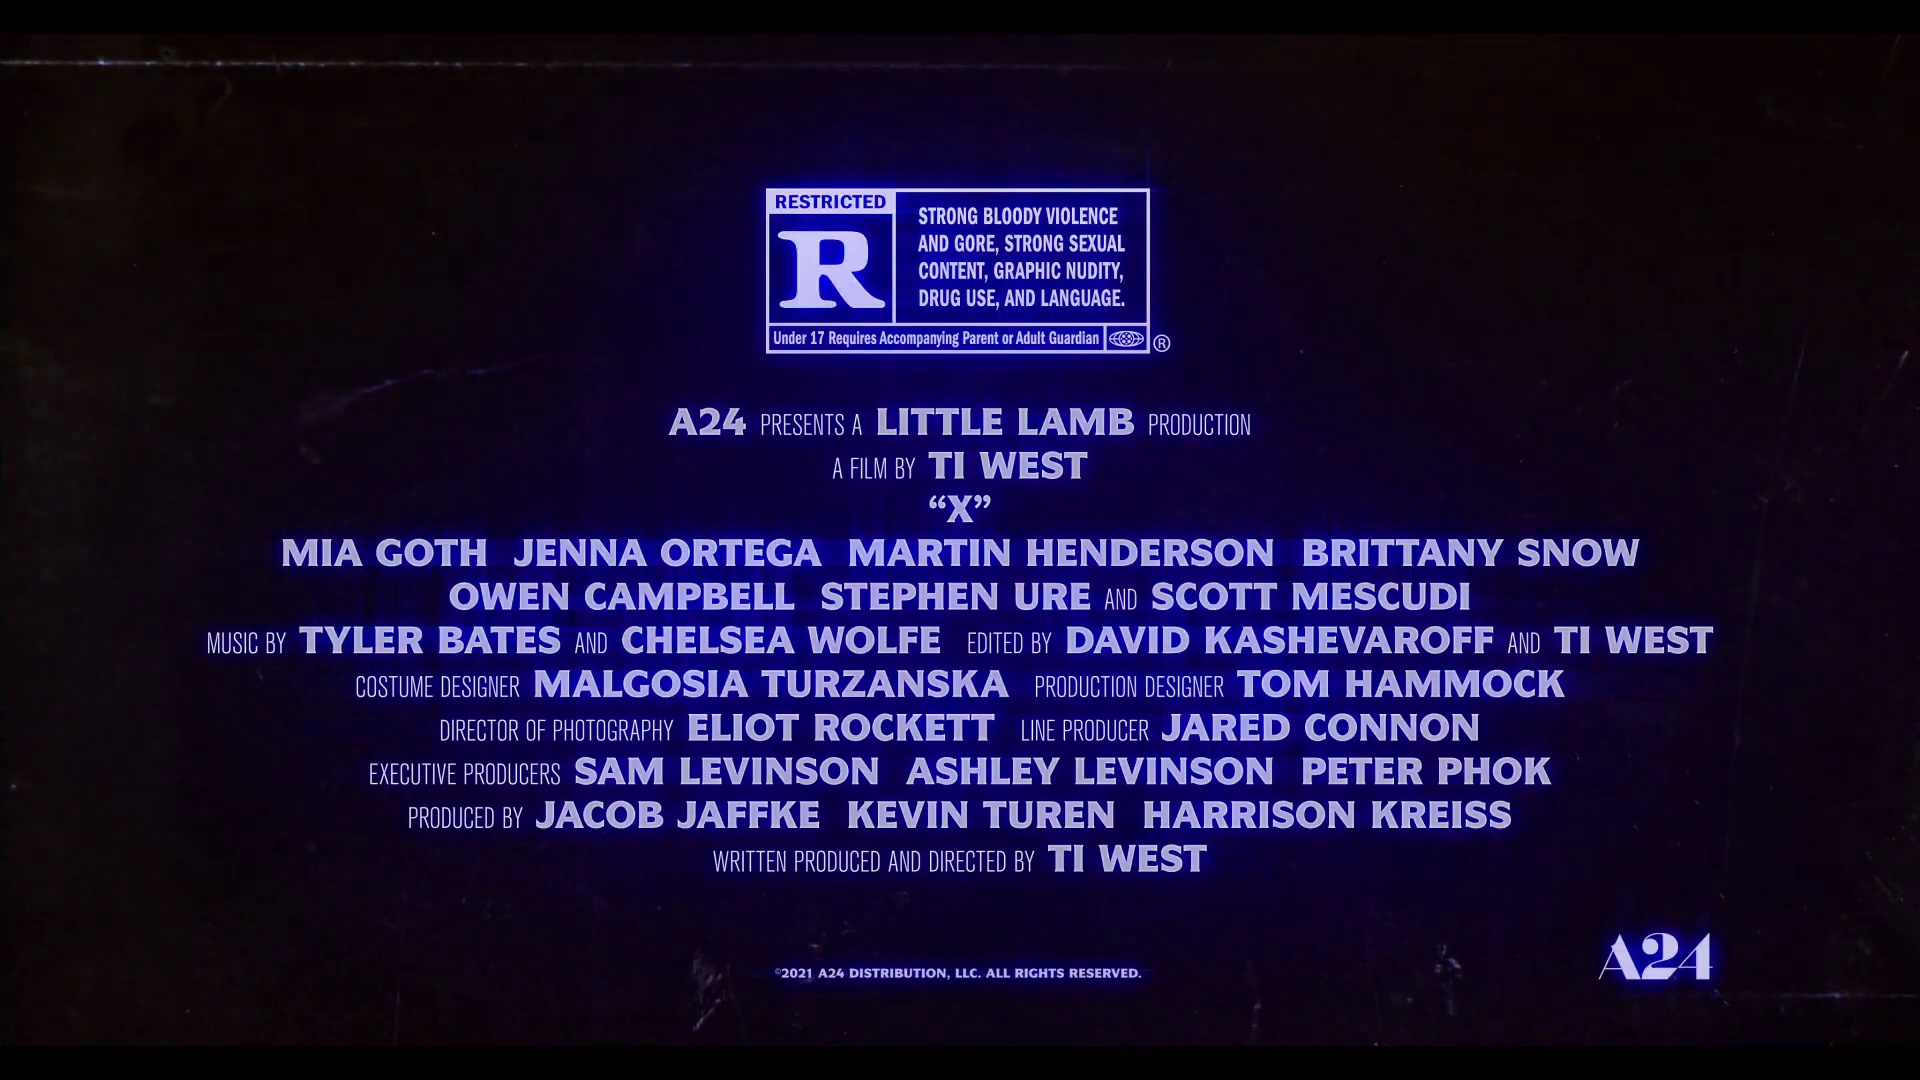 RESTRICTED
R
STRONG BLOODY VIOLENCE
AND GORE, STRONG SEXUAL
CONTENT, GRAPHIC NUDITY,
DRUG USE, AND LANGUAGE.
Under 17 Requires Accompanying Parent or Adult Guardian
®
A24 PRESENTS A LITTLE LAMB PRODUCTION
A FILM BY TI WEST
“X”
MIA GOTH JENNA ORTEGA MARTIN HENDERSON BRITTANY SNOW
OWEN CAMPBELL STEPHEN URE AND SCOTT MESCUDI
MUSIC BY TYLER BATES AND CHELSEA WOLFE EDITED BY DAVID KASHEVAROFF AND TI WEST
COSTUME DESIGNER MALGOSIA TURZANSKA PRODUCTION DESIGNER TOM HAMMOCK
DIRECTOR OF PHOTOGRAPHY ELIOT ROCKETT LINE PRODUCER JARED CONNON
EXECUTIVE PRODUCERS SAM LEVINSON ASHLEY LEVINSON PETER PHOK
PRODUCED BY JACOB JAFFKE KEVIN TUREN HARRISON KREISS
WRITTEN PRODUCED AND DIRECTED BY TI WEST
©2021 A24 DISTRIBUTION, LLC. ALL RIGHTS RESERVED.
A24